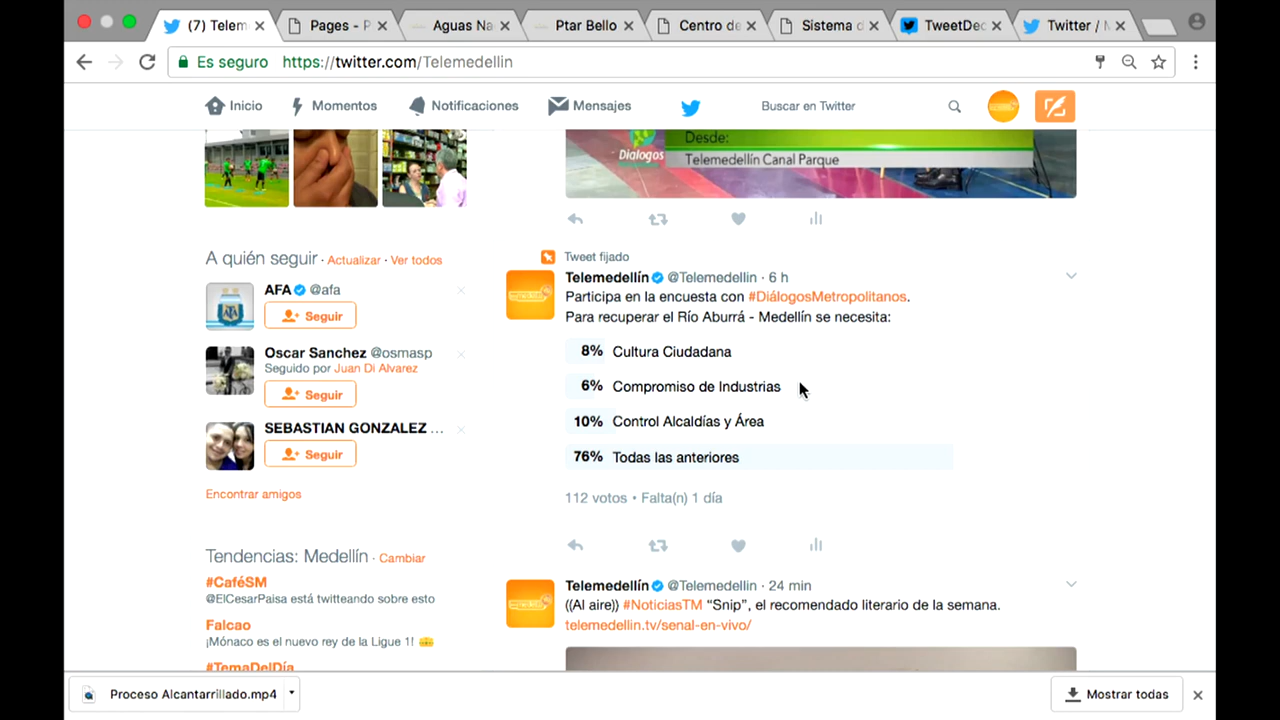 (7) Telem
Pages - P
Aguas Na
Ptar Bello
Centro de
Sistema d
TweetDec
Twitter / M
Es seguro https://twitter.com/Telemedellin
Inicio
Momentos
Notificaciones
Mensajes
Buscar en Twitter
Dialogos
Desde:
Telemedellín Canal Parque
A quién seguir · Actualizar · Ver todos
AFA @afa
Seguir
Oscar Sanchez @osmasp
Seguido por Juan Di Alvarez
Seguir
SEBASTIAN GONZALEZ ...
Seguir
Encontrar amigos
Tendencias: Medellín · Cambiar
#CaféSM
@ElCesarPaisa está twitteando sobre esto
Falcao
¡Mónaco es el nuevo rey de la Ligue 1!
#TemaDelDía
Tweet fijado
Telemedellín @Telemedellin · 6 h
Participa en la encuesta con #DiálogosMetropolitanos.
Para recuperar el Río Aburrá - Medellín se necesita:
8% Cultura Ciudadana
6% Compromiso de Industrias
10% Control Alcaldías y Área
76% Todas las anteriores
112 votos • Falta(n) 1 día
Telemedellín @Telemedellin · 24 min
((Al aire)) #NoticiasTM “Snip”, el recomendado literario de la semana.
telemedellin.tv/senal-en-vivo/
Proceso Alcantarrillado.mp4
Mostrar todas